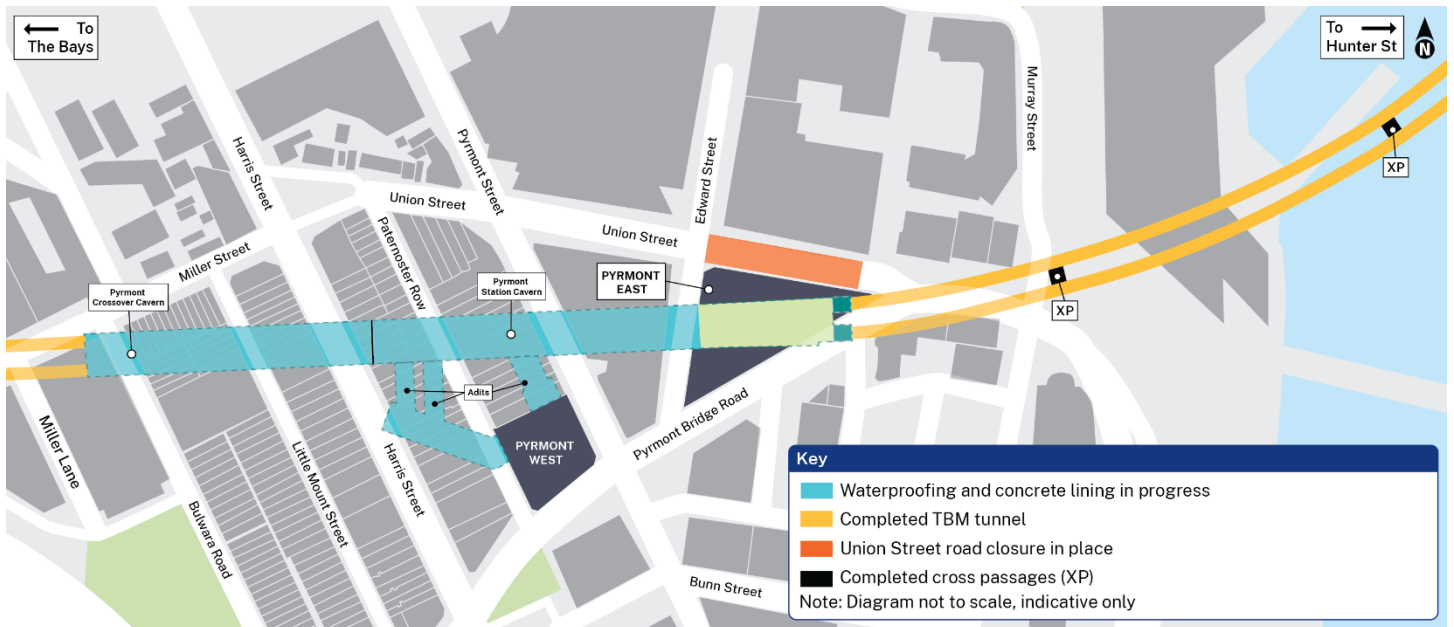 To
The Bays
To
Hunter St
N
Murray Street
Harris Street
Pyrmont Street
Edward Street
XP
Union Street
Paternoster Row
Union Street
Miller Street
PYRMONT
EAST
Pyrmont
Crossover Cavern
Pyrmont
Station Cavern
XP
Adits
Miller Lane
Bulwara Road
Little Mount Street
Harris Street
PYRMONT
WEST
Pyrmont Bridge Road
Bunn Street
Key
Waterproofing and concrete lining in progress
Completed TBM tunnel
Union Street road closure in place
Completed cross passages (XP)
Note: Diagram not to scale, indicative only